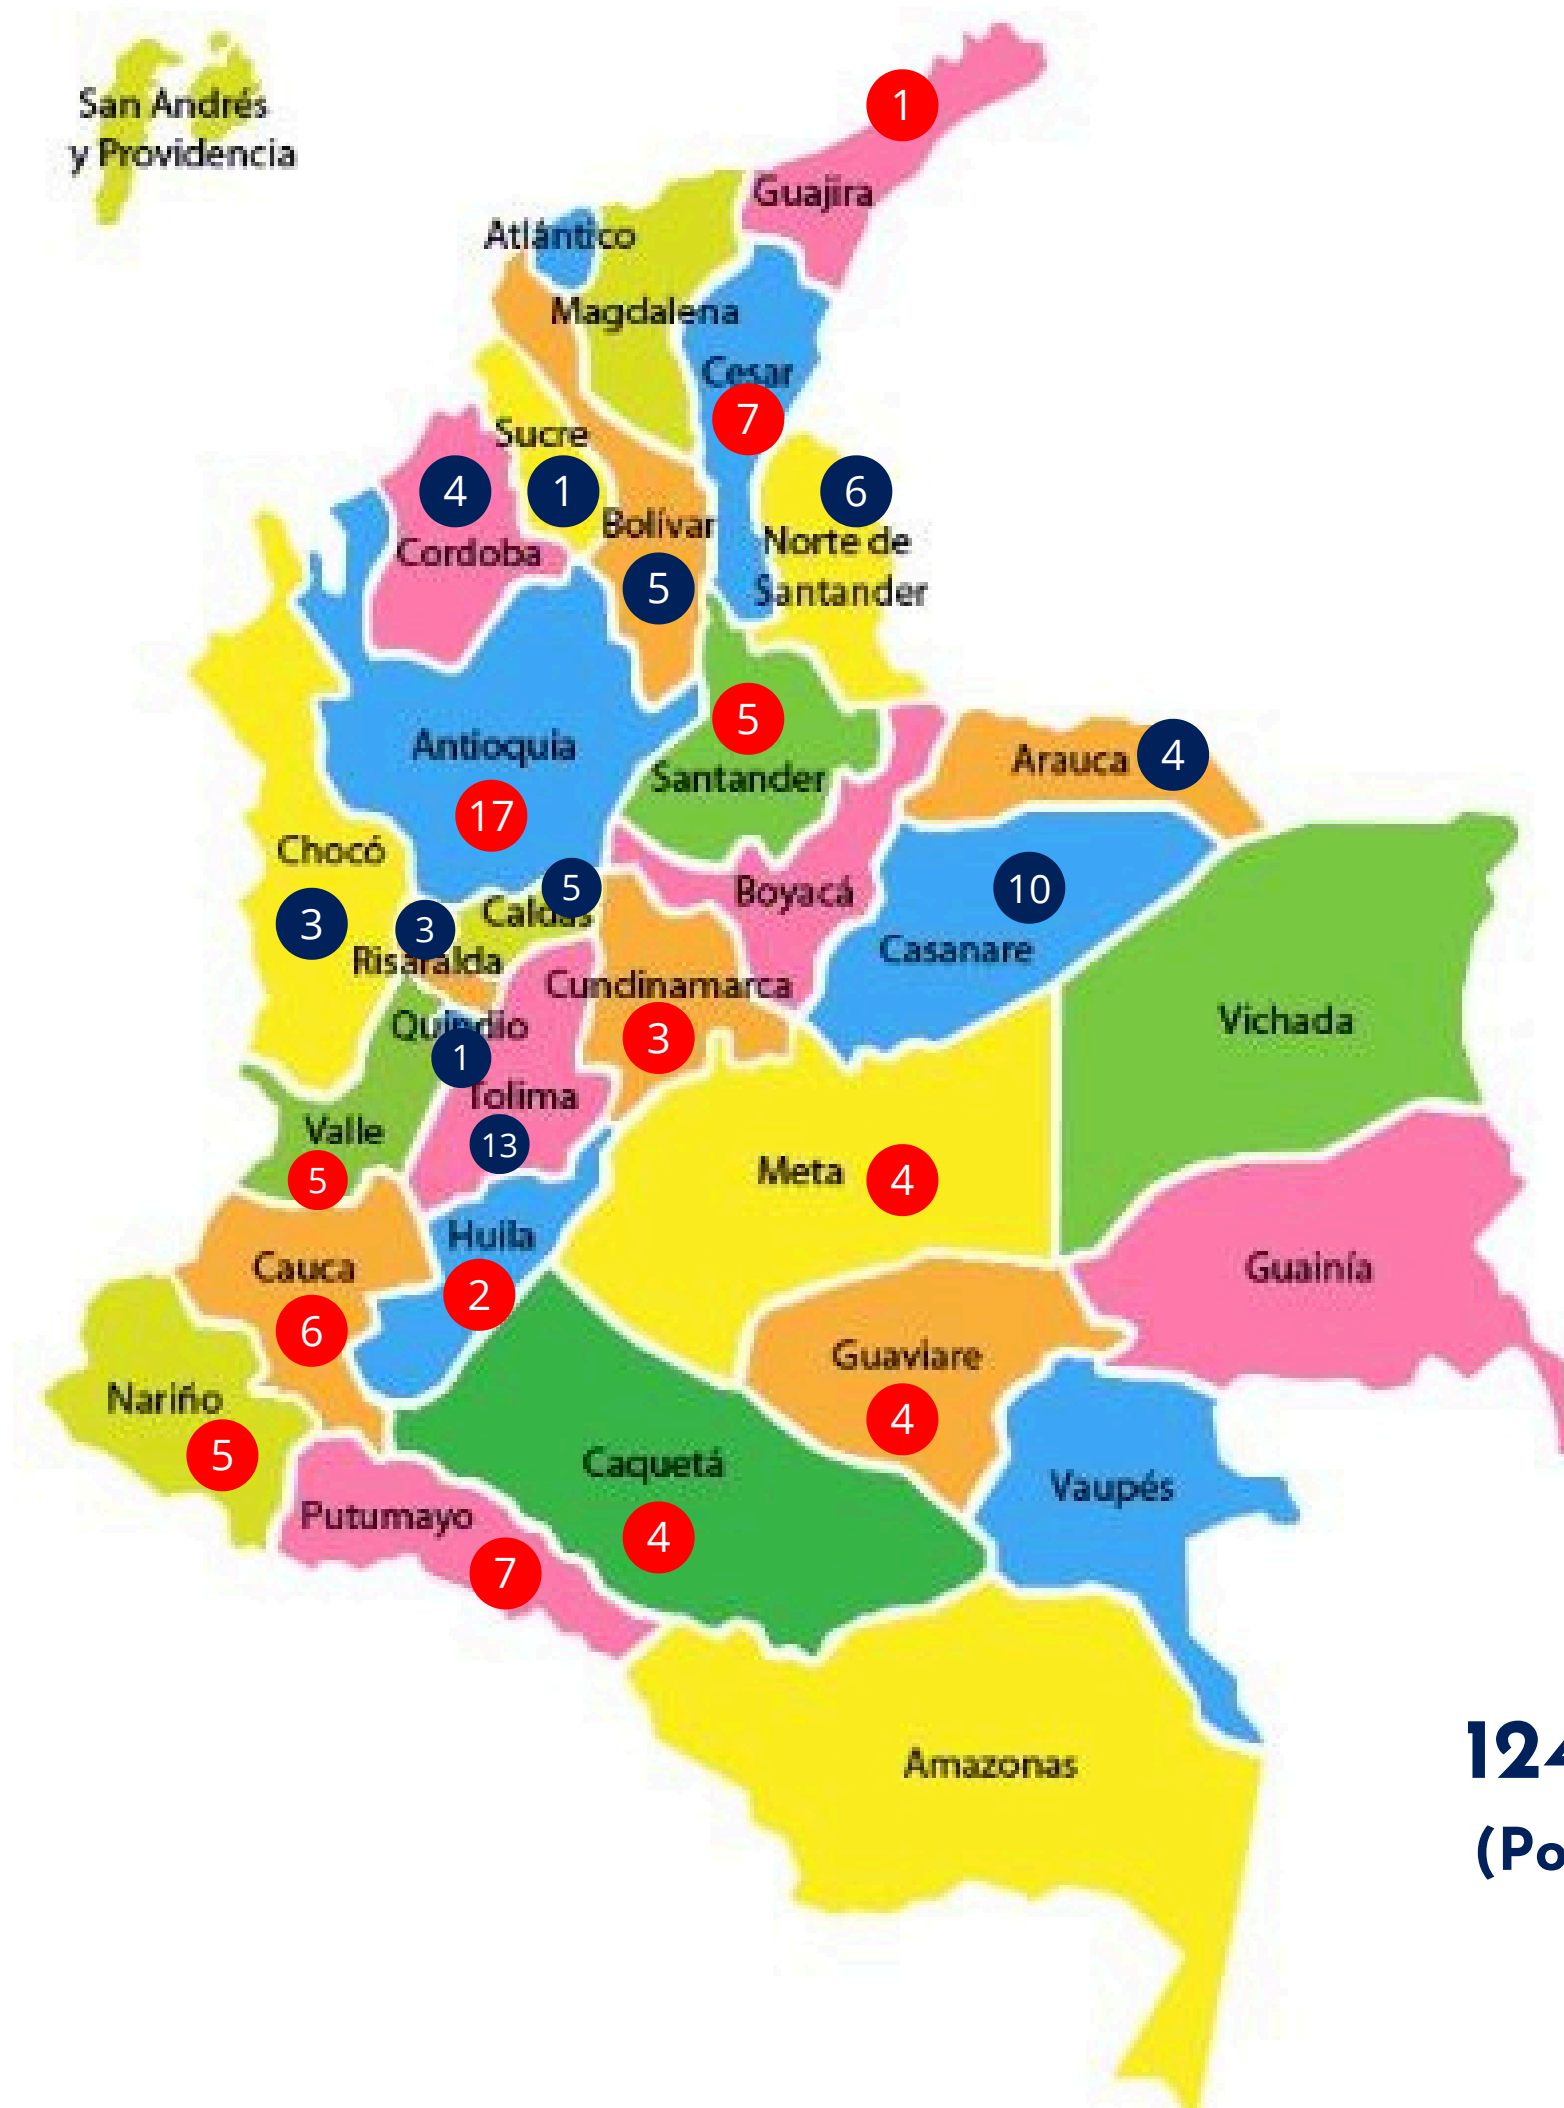 San Andrés
y Providencia
1
Guajira
Atlántico
Magdalena
Cesar
7
Sucre
4
1
6
Bolívar
Norte de
Cordoba
5
Santander
5
Antioquia
Arauca
4
Santander
17
Chocó
5
Boyacá
10
Caldas
3
3
Casanare
Risaralda
Cundinamarca
Quindio
3
Vichada
1
Tolima
Valle
13
5
Meta
4
Huila
Cauca
Guainía
2
6
Guaviare
Nariño
4
5
Caquetá
Vaupés
Putumayo
4
7
124
(Po
Amazonas